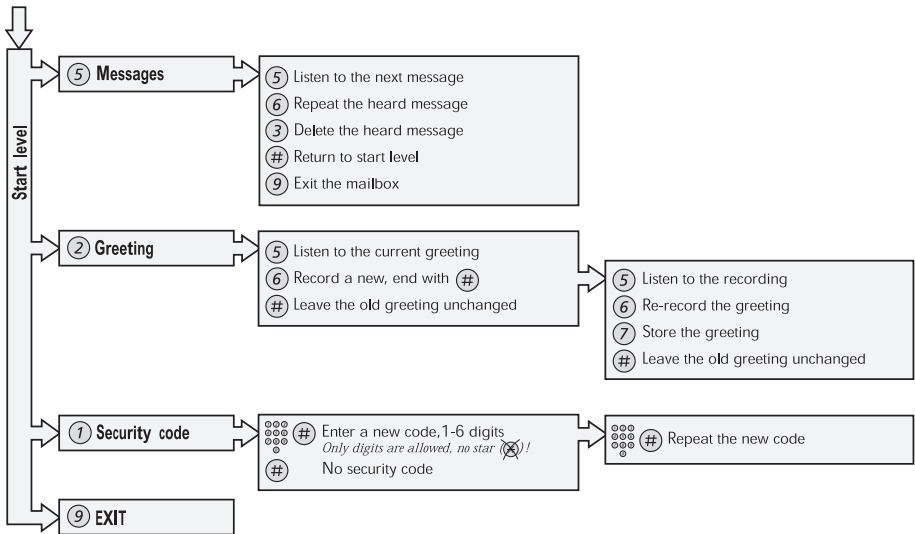 Start level
5 Messages
5 Listen to the next message
6 Repeat the heard message
3 Delete the heard message
# Return to start level
9 Exit the mailbox
2 Greeting
5 Listen to the current greeting
6 Record a new, end with #
# Leave the old greeting unchanged
5 Listen to the recording
6 Re-record the greeting
7 Store the greeting
# Leave the old greeting unchanged
1 Security code
# Enter a new code,1-6 digits
Only digits are allowed, no star (*)!
# No security code
# Repeat the new code
9 EXIT